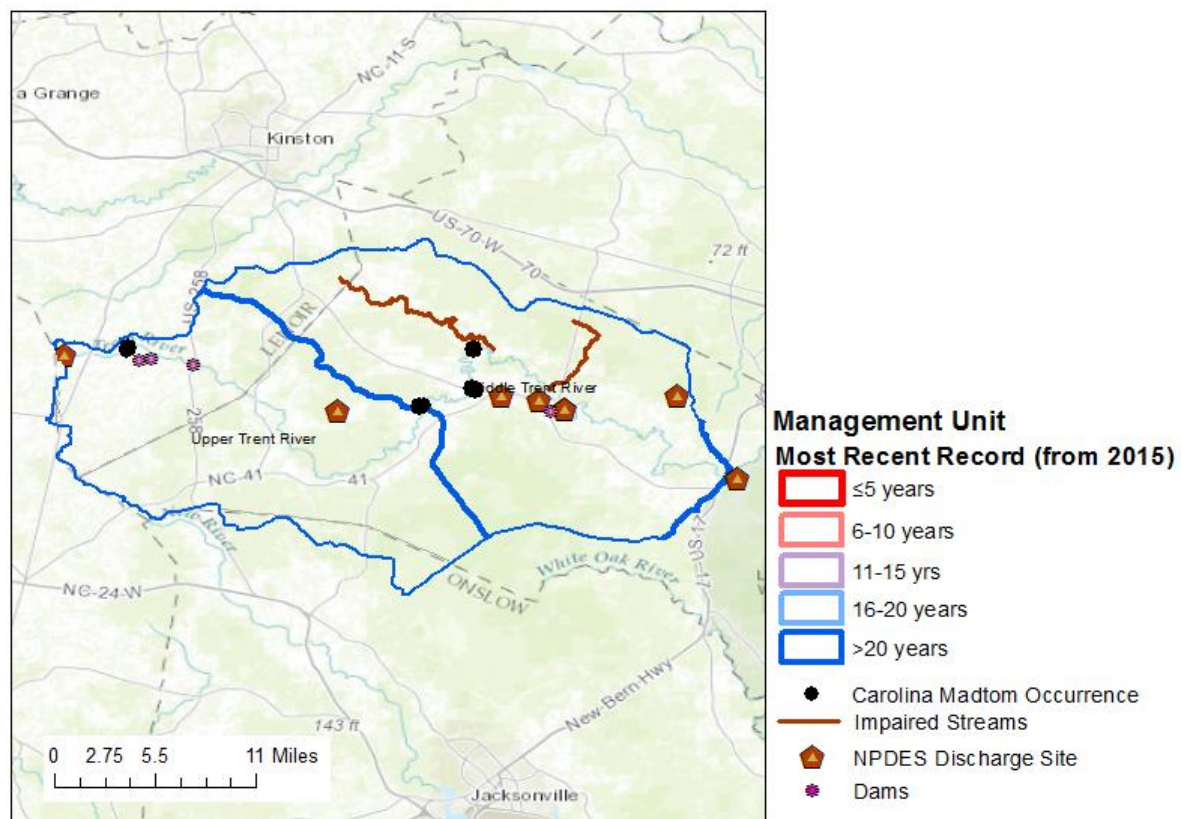 a Grange
NC-11-S
Kinston
US-70-W
70
72 ft
US-258
LENOIR
River
258
Middle Trent River
Upper Trent River
NC-41
41
New River
US-17
White Oak River
NC-24-W
ONSLOW
New Bern-Hwy
143 ft
0 2.75 5.5 11 Miles
Jacksonville
Management Unit
Most Recent Record (from 2015)
≤5 years
6-10 years
11-15 yrs
16-20 years
>20 years
Carolina Madtom Occurrence
Impaired Streams
NPDES Discharge Site
Dams